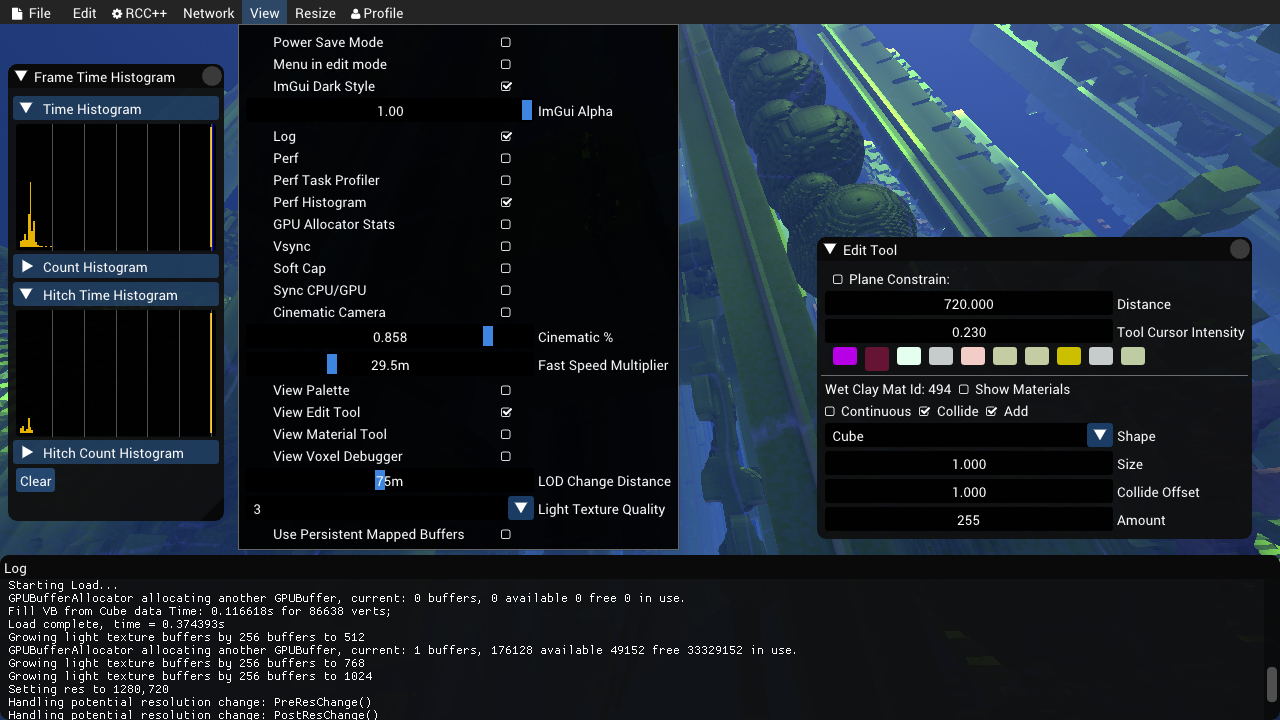 File Edit RCC++ Network View Resize Profile
Frame Time Histogram
Time Histogram
Count Histogram
Hitch Time Histogram
Hitch Count Histogram
Clear
Power Save Mode
Menu in edit mode
ImGui Dark Style
1.00 ImGui Alpha
Log
Perf
Perf Task Profiler
Perf Histogram
GPU Allocator Stats
Vsync
Soft Cap
Sync CPU/GPU
Cinematic Camera
0.858 Cinematic %
29.5m Fast Speed Multiplier
View Palette
View Edit Tool
View Material Tool
View Voxel Debugger
75m LOD Change Distance
3 Light Texture Quality
Use Persistent Mapped Buffers
Edit Tool
Plane Constrain:
720.000 Distance
0.230 Tool Cursor Intensity
Wet Clay Mat Id: 494 Show Materials
Continuous Collide Add
Cube Shape
1.000 Size
1.000 Collide Offset
255 Amount
Log
Starting Load...
GPUBufferAllocator allocating another GPUBuffer, current: 0 buffers, 0 available 0 free 0 in use.
Fill VB from Cube data Time: 0.116618s for 86638 verts;
Load complete, time = 0.374393s
Growing light texture buffers by 256 buffers to 512
GPUBufferAllocator allocating another GPUBuffer, current: 1 buffers, 176128 available 49152 free 33329152 in use.
Growing light texture buffers by 256 buffers to 768
Growing light texture buffers by 256 buffers to 1024
Setting res to 1280,720
Handling potential resolution change: PreResChange()
Handling potential resolution change: PostResChange()